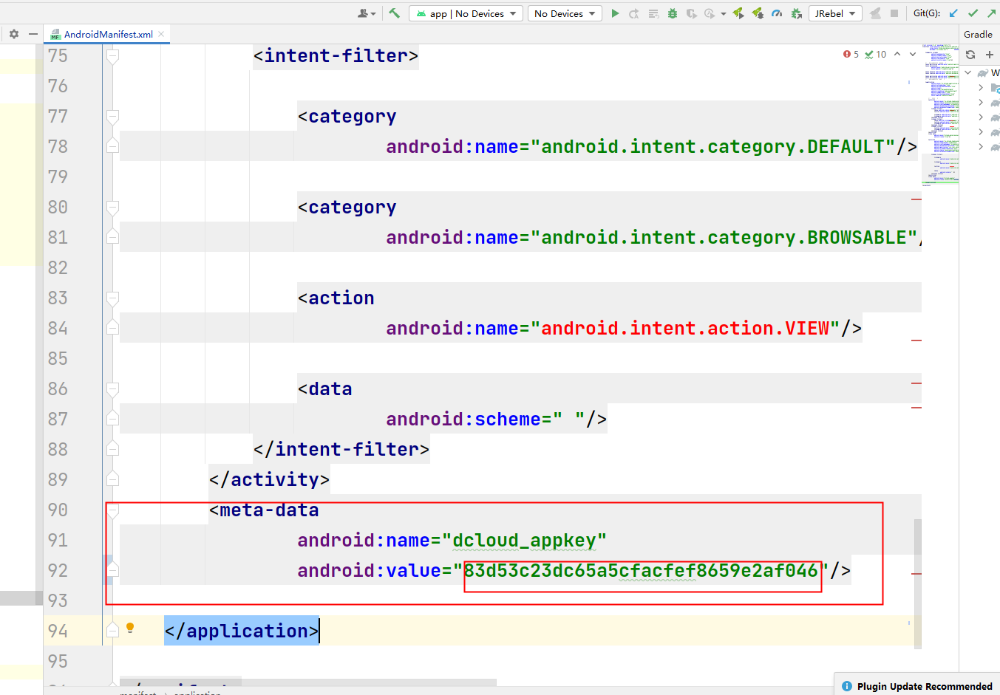 app | No Devices
No Devices
JRebel
Git(G):
AndroidManifest.xml
Gradle
75 <intent-filter>
5 10
76
77 <category
78 android:name="android.intent.category.DEFAULT"/>
79
80 <category
81 android:name="android.intent.category.BROWSABLE"/
82
83 <action
84 android:name="android.intent.action.VIEW"/>
85
86 <data
87 android:scheme=" "/>
88 </intent-filter>
89 </activity>
90 <meta-data
91 android:name="dcloud_appkey"
92 android:value="83d53c23dc65a5cfacfef8659e2af046"/>
93
94 </application>
95
Plugin Update Recommended